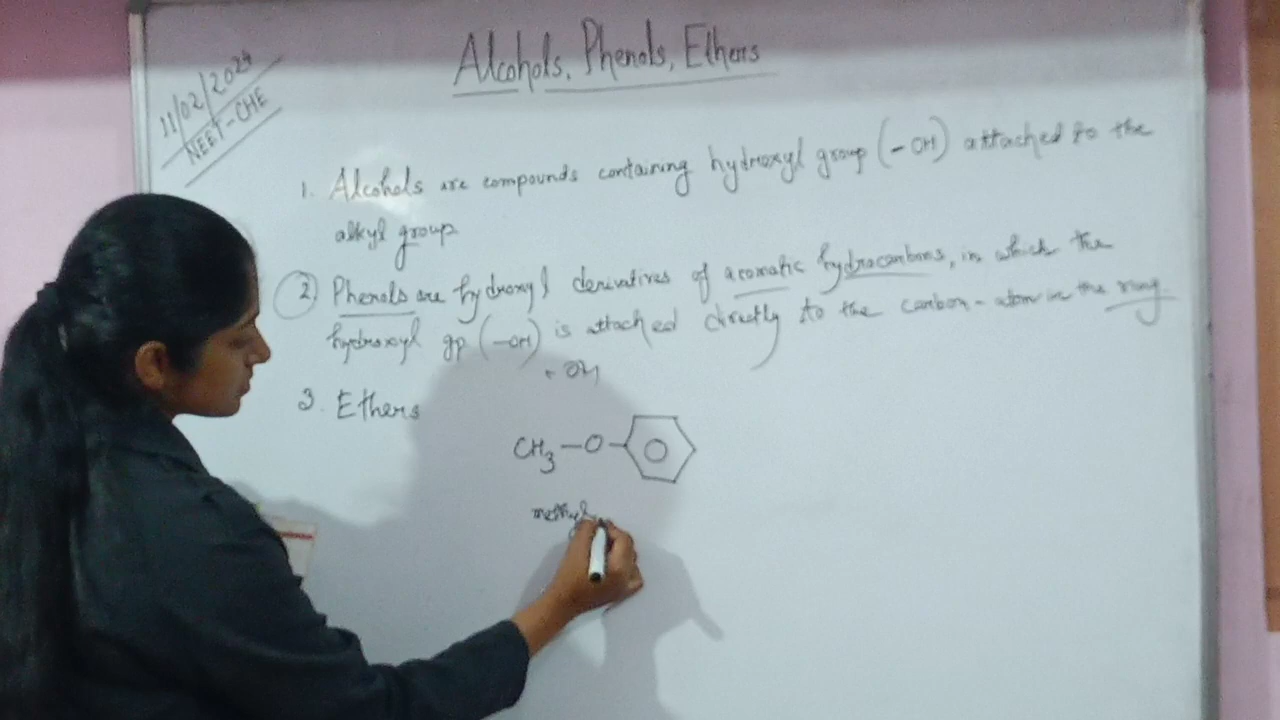 Alcohols, Phenols, Ethers
11/02/2024
NEET-CHE
1. Alcohols are compounds containing hydroxyl group (-OH) attached to the
alkyl group
2) Phenols are hydroxyl derivatives of aromatic hydrocarbons, in which the
hydroxyl gp (-OH) is attached directly to the carbon-atom in the ring.
OH
3. Ethers
CH3-O-
methyl